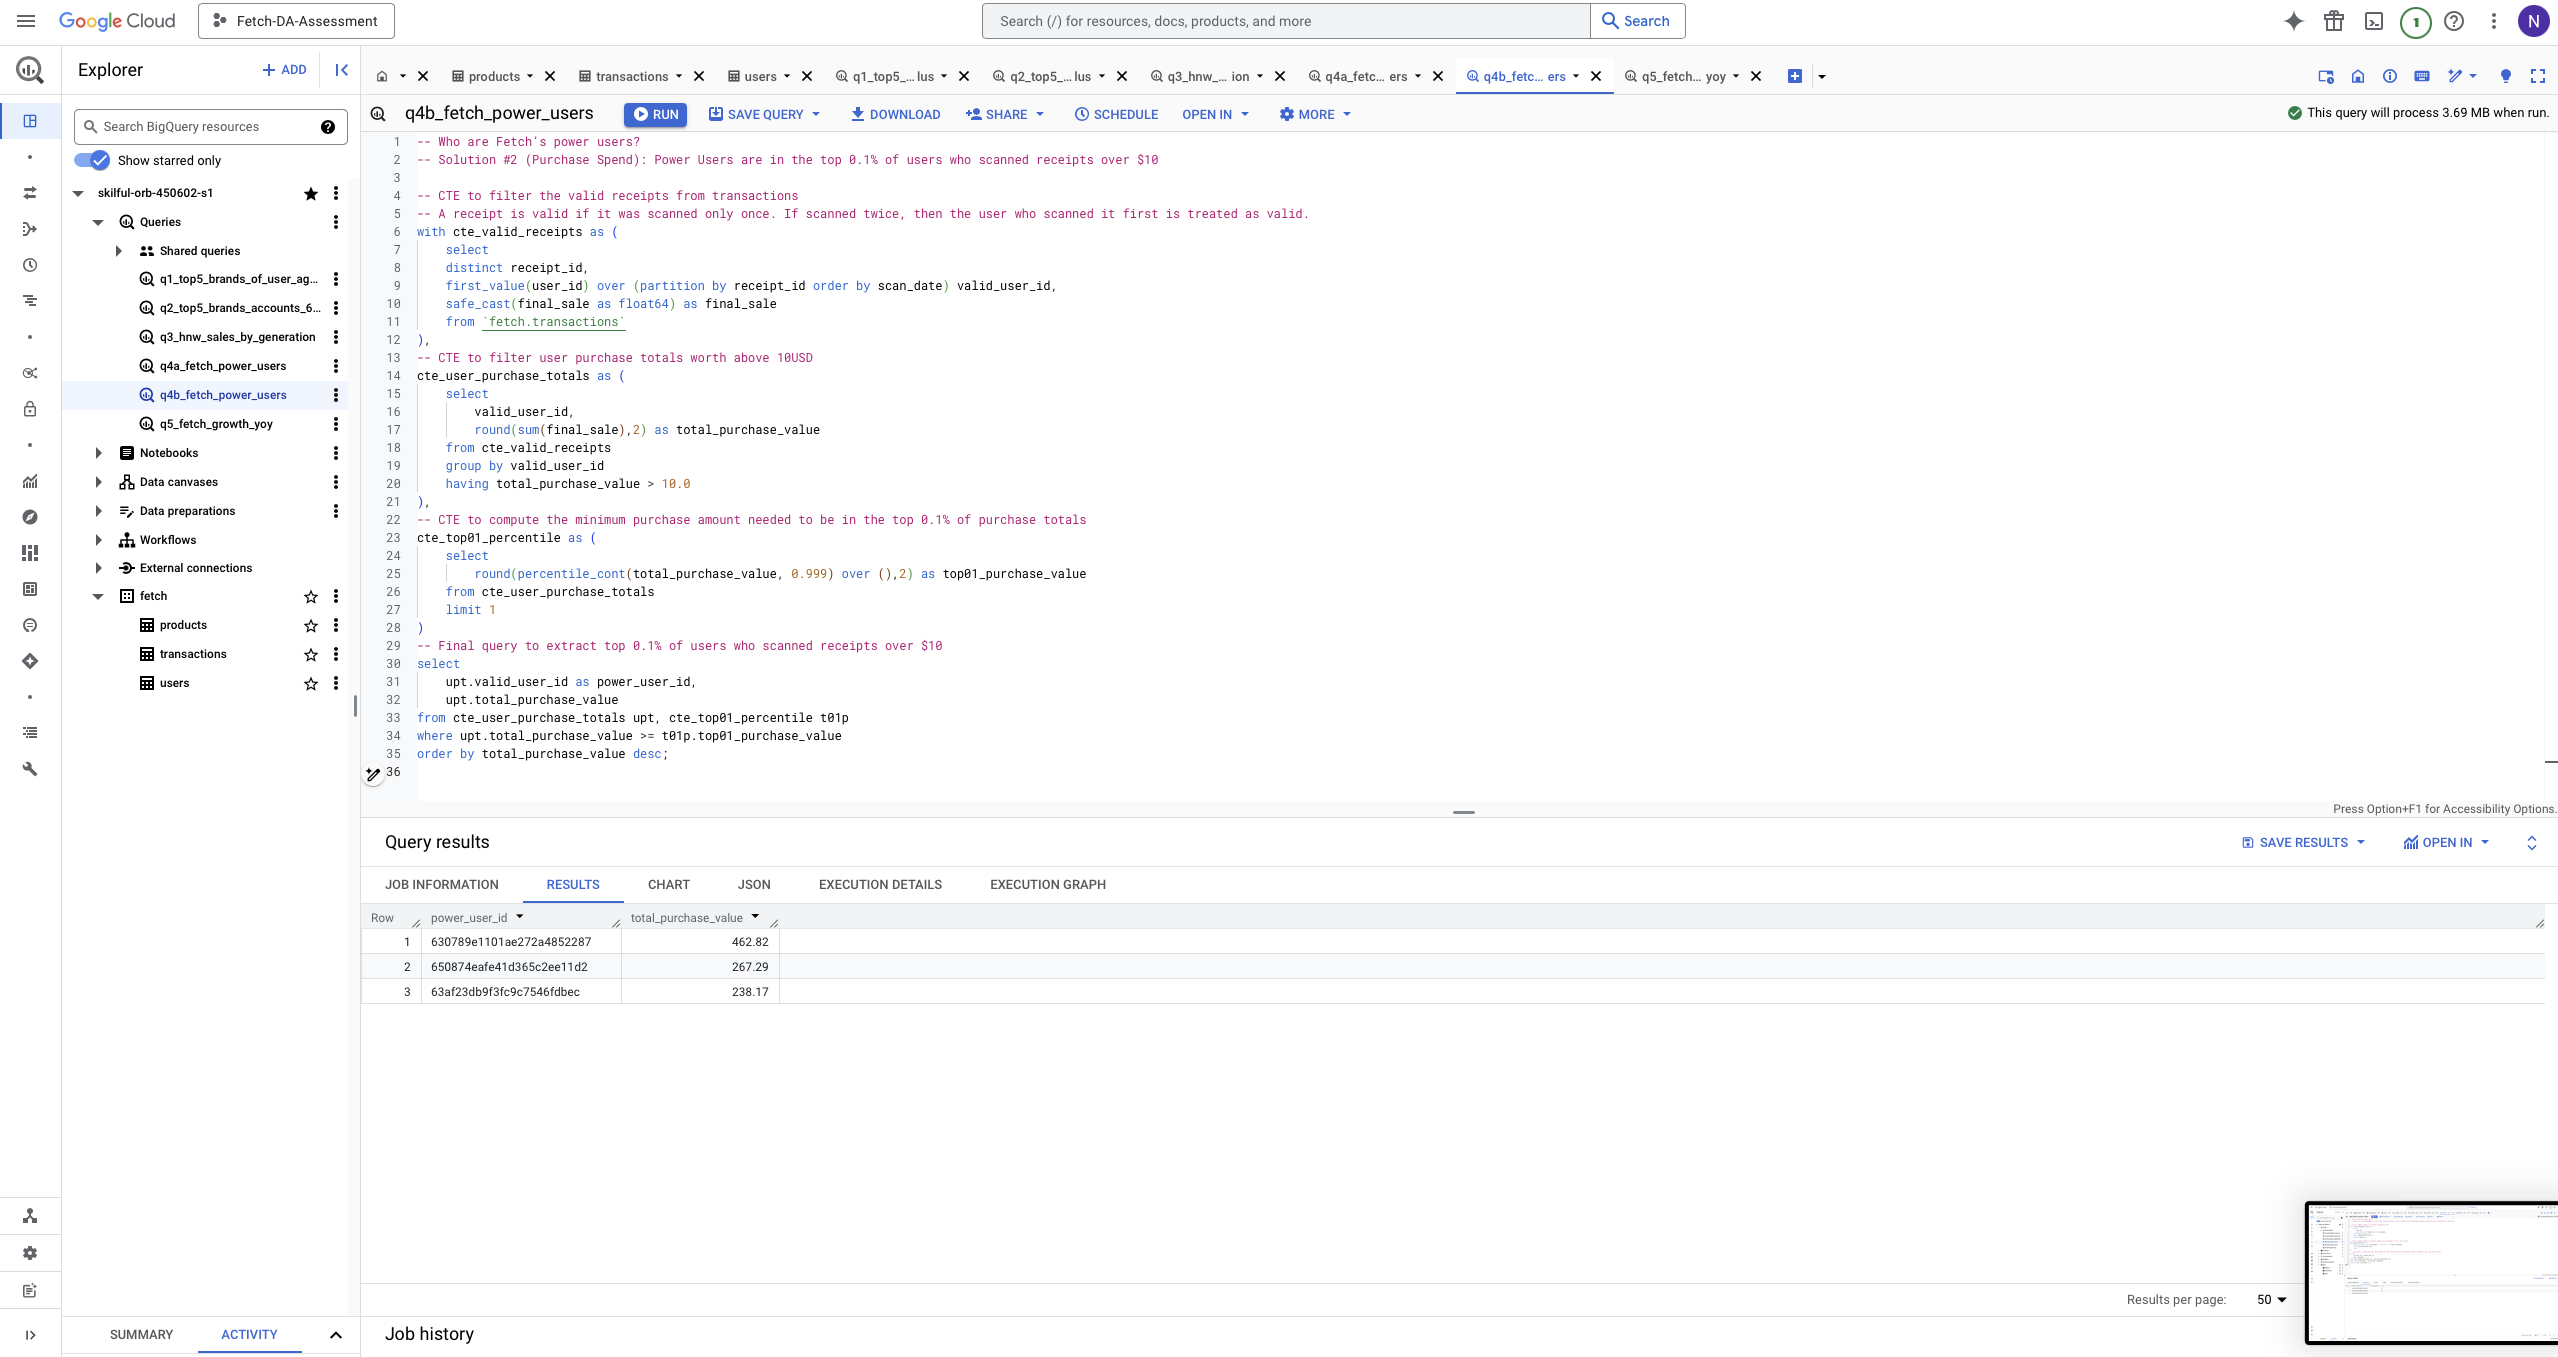 Google Cloud
Fetch-DA-Assessment
Search (/) for resources, docs, products, and more
Search
1
N
Explorer
+ ADD
products
transactions
users
q1_top5_... lus
q2_top5_... lus
q3_hnw_... ion
q4a_fetc... ers
q4b_fetc... ers
q5_fetch... yoy
Search BigQuery resources
Show starred only
skilful-orb-450602-s1
Queries
Shared queries
q1_top5_brands_of_user_ag...
q2_top5_brands_accounts_6...
q3_hnw_sales_by_generation
q4a_fetch_power_users
q4b_fetch_power_users
q5_fetch_growth_yoy
Notebooks
Data canvases
Data preparations
Workflows
External connections
fetch
products
transactions
users
SUMMARY
ACTIVITY
q4b_fetch_power_users
RUN
SAVE QUERY
DOWNLOAD
SHARE
SCHEDULE
OPEN IN
MORE
This query will process 3.69 MB when run.
1 -- Who are Fetch's power users?
2 -- Solution #2 (Purchase Spend): Power Users are in the top 0.1% of users who scanned receipts over $10
3
4 -- CTE to filter the valid receipts from transactions
5 -- A receipt is valid if it was scanned only once. If scanned twice, then the user who scanned it first is treated as valid.
6 with cte_valid_receipts as (
7 select
8 distinct receipt_id,
9 first_value(user_id) over (partition by receipt_id order by scan_date) valid_user_id,
10 safe_cast(final_sale as float64) as final_sale
11 from `fetch.transactions`
12 ),
13 -- CTE to filter user purchase totals worth above 10USD
14 cte_user_purchase_totals as (
15 select
16 valid_user_id,
17 round(sum(final_sale),2) as total_purchase_value
18 from cte_valid_receipts
19 group by valid_user_id
20 having total_purchase_value > 10.0
21 ),
22 -- CTE to compute the minimum purchase amount needed to be in the top 0.1% of purchase totals
23 cte_top01_percentile as (
24 select
25 round(percentile_cont(total_purchase_value, 0.999) over (),2) as top01_purchase_value
26 from cte_user_purchase_totals
27 limit 1
28 )
29 -- Final query to extract top 0.1% of users who scanned receipts over $10
30 select
31 upt.valid_user_id as power_user_id,
32 upt.total_purchase_value
33 from cte_user_purchase_totals upt, cte_top01_percentile t01p
34 where upt.total_purchase_value >= t01p.top01_purchase_value
35 order by total_purchase_value desc;
36
Press Option+F1 for Accessibility Options.
Query results
SAVE RESULTS
OPEN IN
JOB INFORMATION
RESULTS
CHART
JSON
EXECUTION DETAILS
EXECUTION GRAPH
Row power_user_id total_purchase_value
1 630789e1101ae272a4852287 462.82
2 650874eafe41d365c2ee11d2 267.29
3 63af23db9f3fc9c7546fdbec 238.17
Results per page: 50
Job history